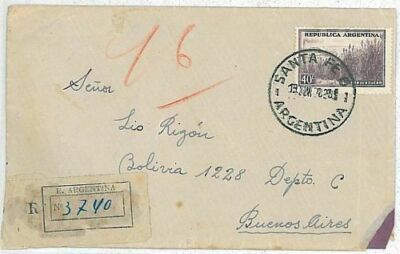 16
REPUBLICA ARGENTINA
40
SANTA FE
ARGENTINA
Señor
Lio Rigón
Bolivia 1228 Depto. C
Buenos Aires
R. ARGENTINA
R
Nº 3740